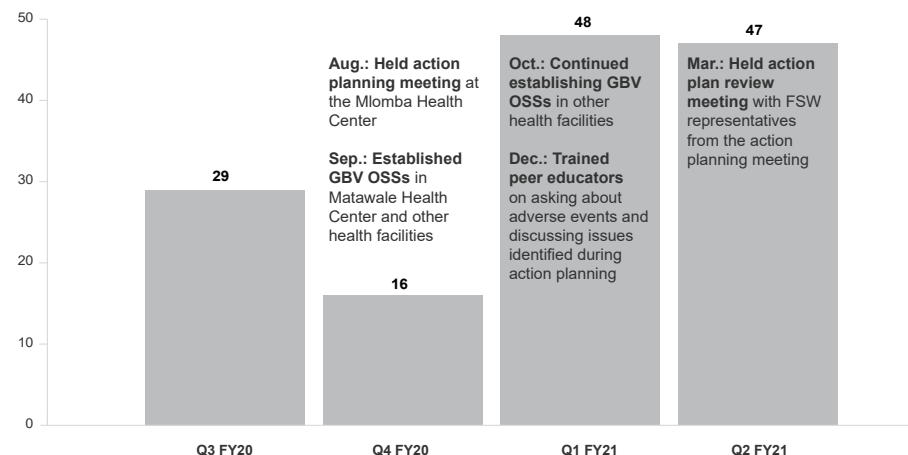 50
40
30
20
10
0
29
16
48
47
Aug.: Held action
planning meeting at
the Mlomba Health
Center
Sep.: Established
GBV OSSs in
Matawale Health
Center and other
health facilities
Oct.: Continued
establishing GBV
OSSs in other
health facilities
Dec.: Trained
peer educators
on asking about
adverse events and
discussing issues
identified during
action planning
Mar.: Held action
plan review
meeting with FSW
representatives
from the action
planning meeting
Q3 FY20
Q4 FY20
Q1 FY21
Q2 FY21